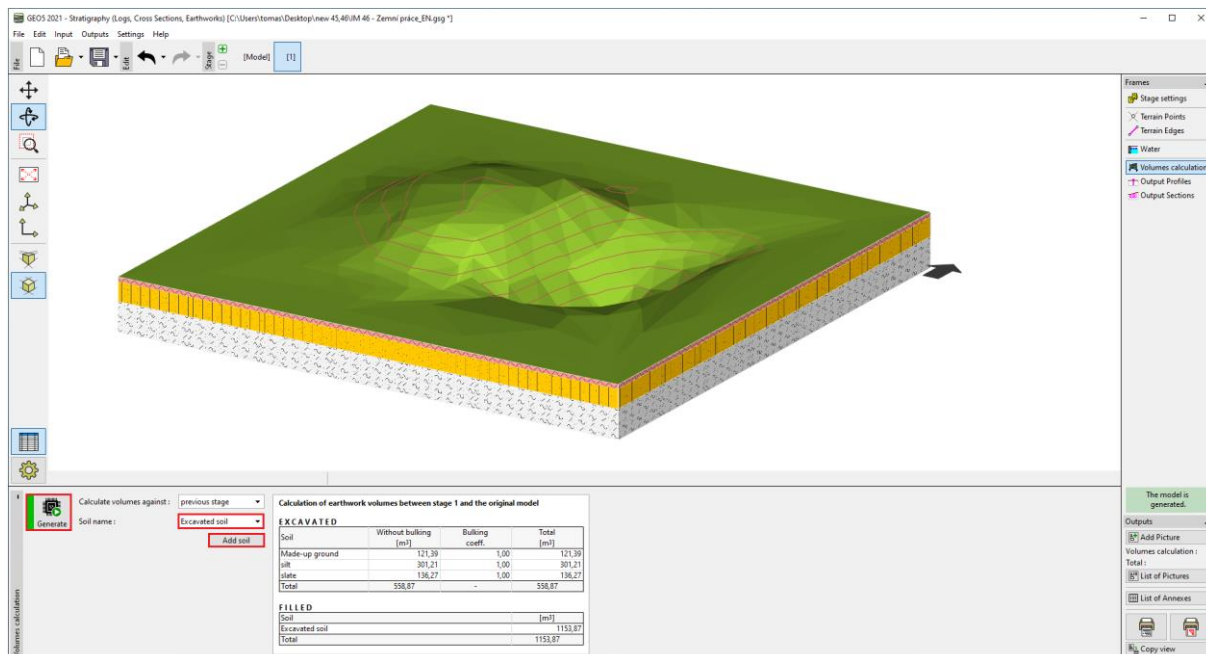 GEO5 2021 - Stratigraphy (Logs, Cross Sections, Earthworks) [C:\Users\tomas\Desktop\new 45,46\IM 46 - Zemní práce_EN.gsg *]
File Edit Input Outputs Settings Help
File Edit Stage [Model] [1]
Frames
Stage settings
Terrain Points
Terrain Edges
Water
Volumes calculation
Output Profiles
Output Sections
Volumes calculation
Generate
Calculate volumes against : previous stage
Soil name : Excavated soil
Add soil
Calculation of earthwork volumes between stage 1 and the original model
EXCAVATED
Soil Without bulking Bulking Total
[m³] coeff. [m³]
Made-up ground 121,39 1,00 121,39
silt 301,21 1,00 301,21
slate 136,27 1,00 136,27
Total 558,87 - 558,87
FILLED
Soil [m³]
Excavated soil 1153,87
Total 1153,87
The model is
generated.
Outputs
Add Picture
Volumes calculation :
Total :
List of Pictures
List of Annexes
Copy view